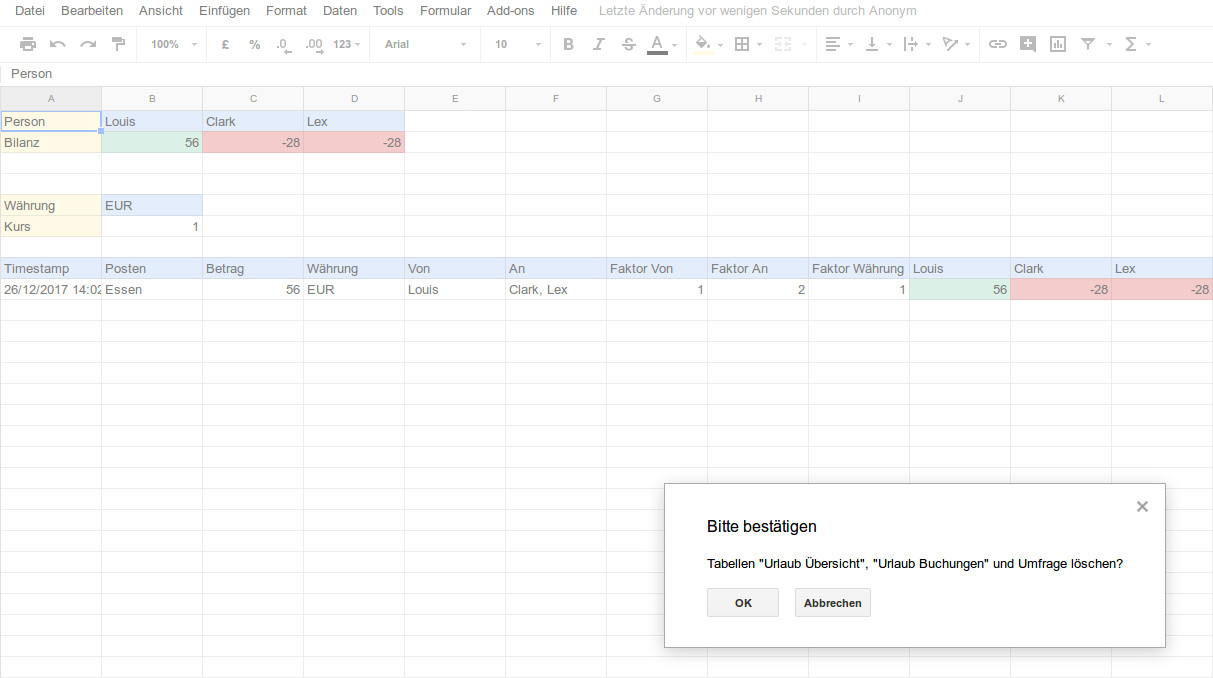 Datei Bearbeiten Ansicht Einfügen Format Daten Tools Formular Add-ons Hilfe Letzte Änderung vor wenigen Sekunden durch Anonym
100% £ % .0 .00 123 Arial 10 B I S A
Person
A B C D E F G H I J K L
Person Louis Clark Lex
Bilanz 56 -28 -28
Währung EUR
Kurs 1
Timestamp Posten Betrag Währung Von An Faktor Von Faktor An Faktor Währung Louis Clark Lex
26/12/2017 14:02 Essen 56 EUR Louis Clark, Lex 1 2 1 56 -28 -28
Bitte bestätigen
Tabellen "Urlaub Übersicht", "Urlaub Buchungen" und Umfrage löschen?
OK Abbrechen